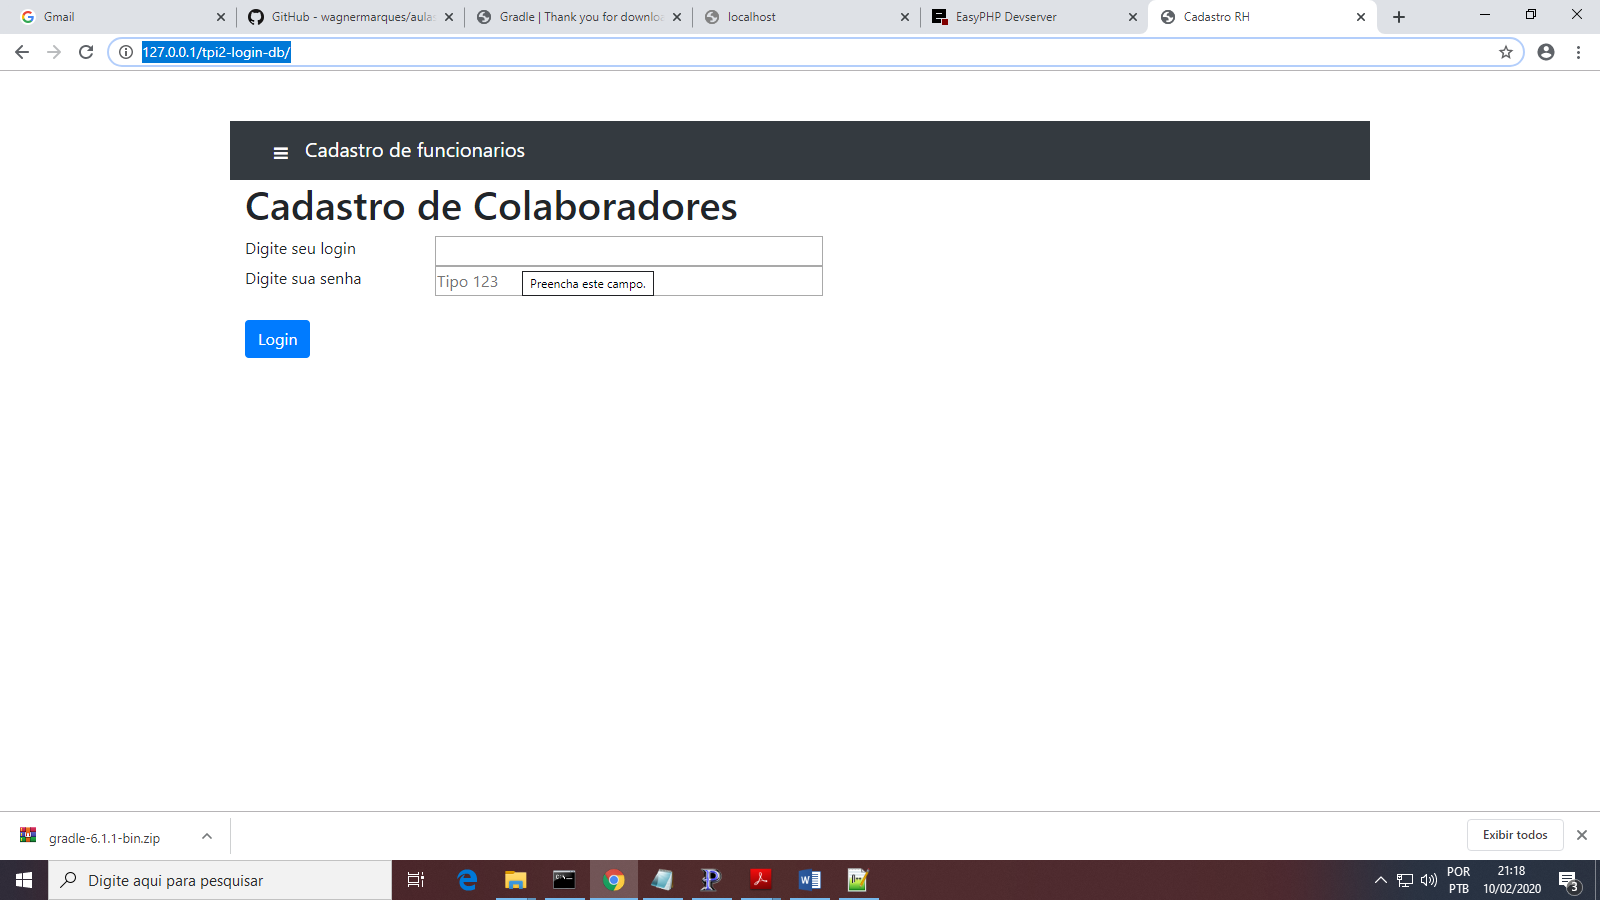 Gmail
GitHub - wagnermarques/aulas
Gradle | Thank you for downloa
localhost
EasyPHP Devserver
Cadastro RH
127.0.0.1/tpi2-login-db/
Cadastro de funcionarios
Cadastro de Colaboradores
Digite seu login
Digite sua senha
Tipo 123
Preencha este campo.
Login
gradle-6.1.1-bin.zip
Exibir todos
Digite aqui para pesquisar
POR
PTB
21:18
10/02/2020
3